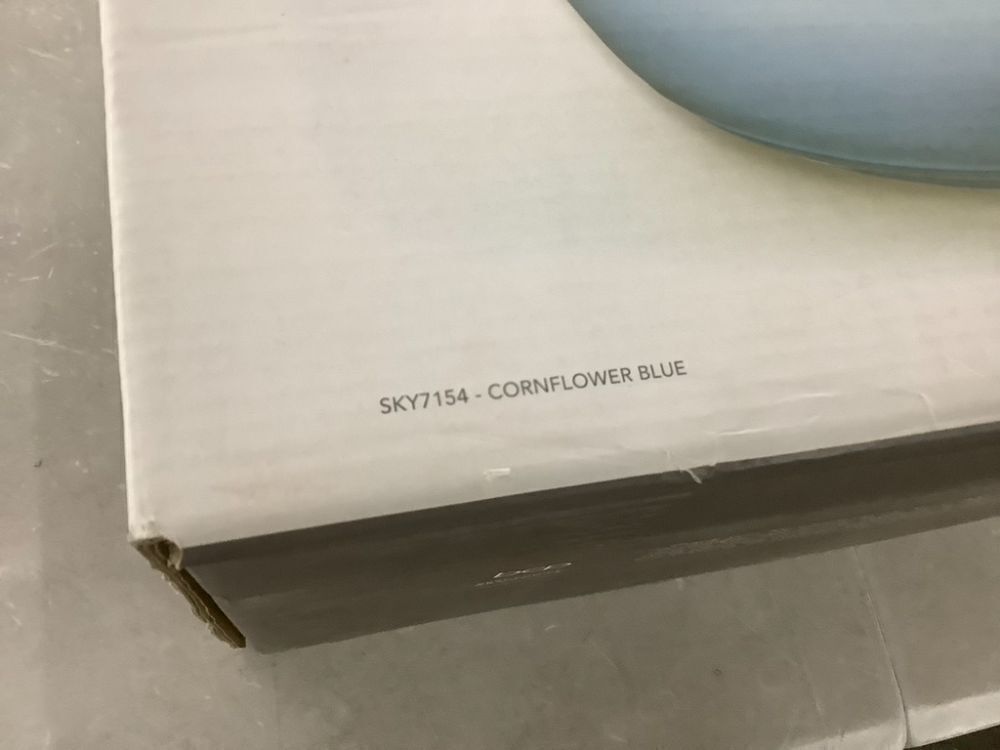 SKY7154 - CORNFLOWER BLUE